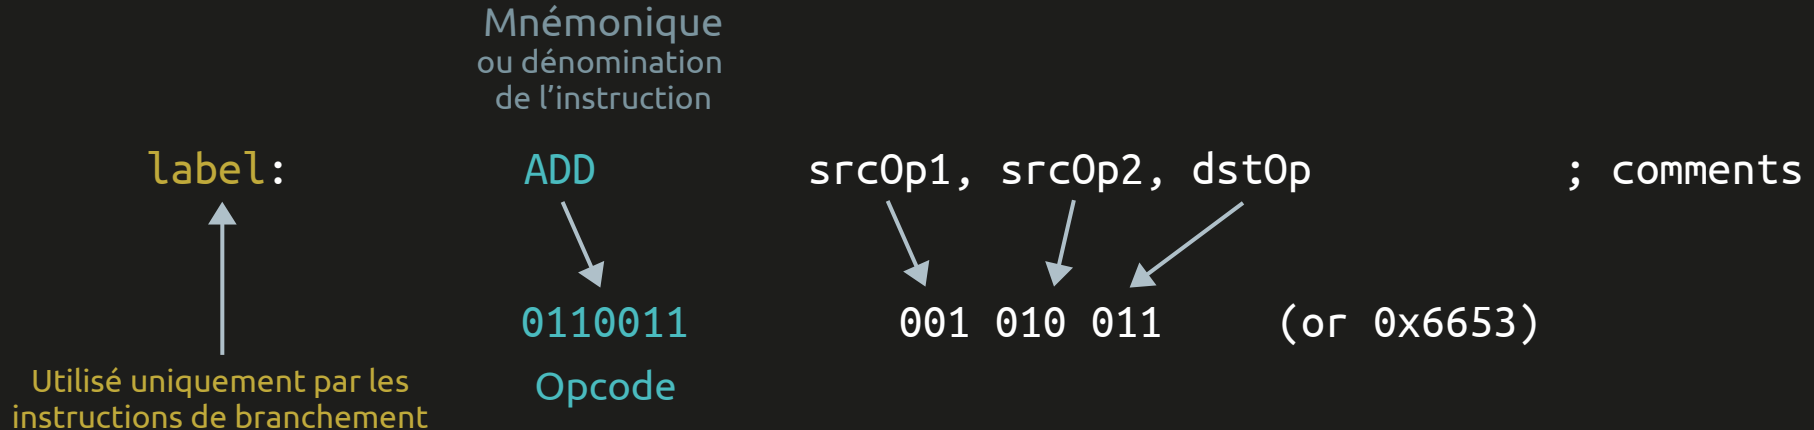 Mnémonique
ou dénomination
de l’instruction
label: ADD srcOp1, srcOp2, dstOp ; comments
0110011 001 010 011 (or 0x6653)
Opcode
Utilisé uniquement par les
instructions de branchement